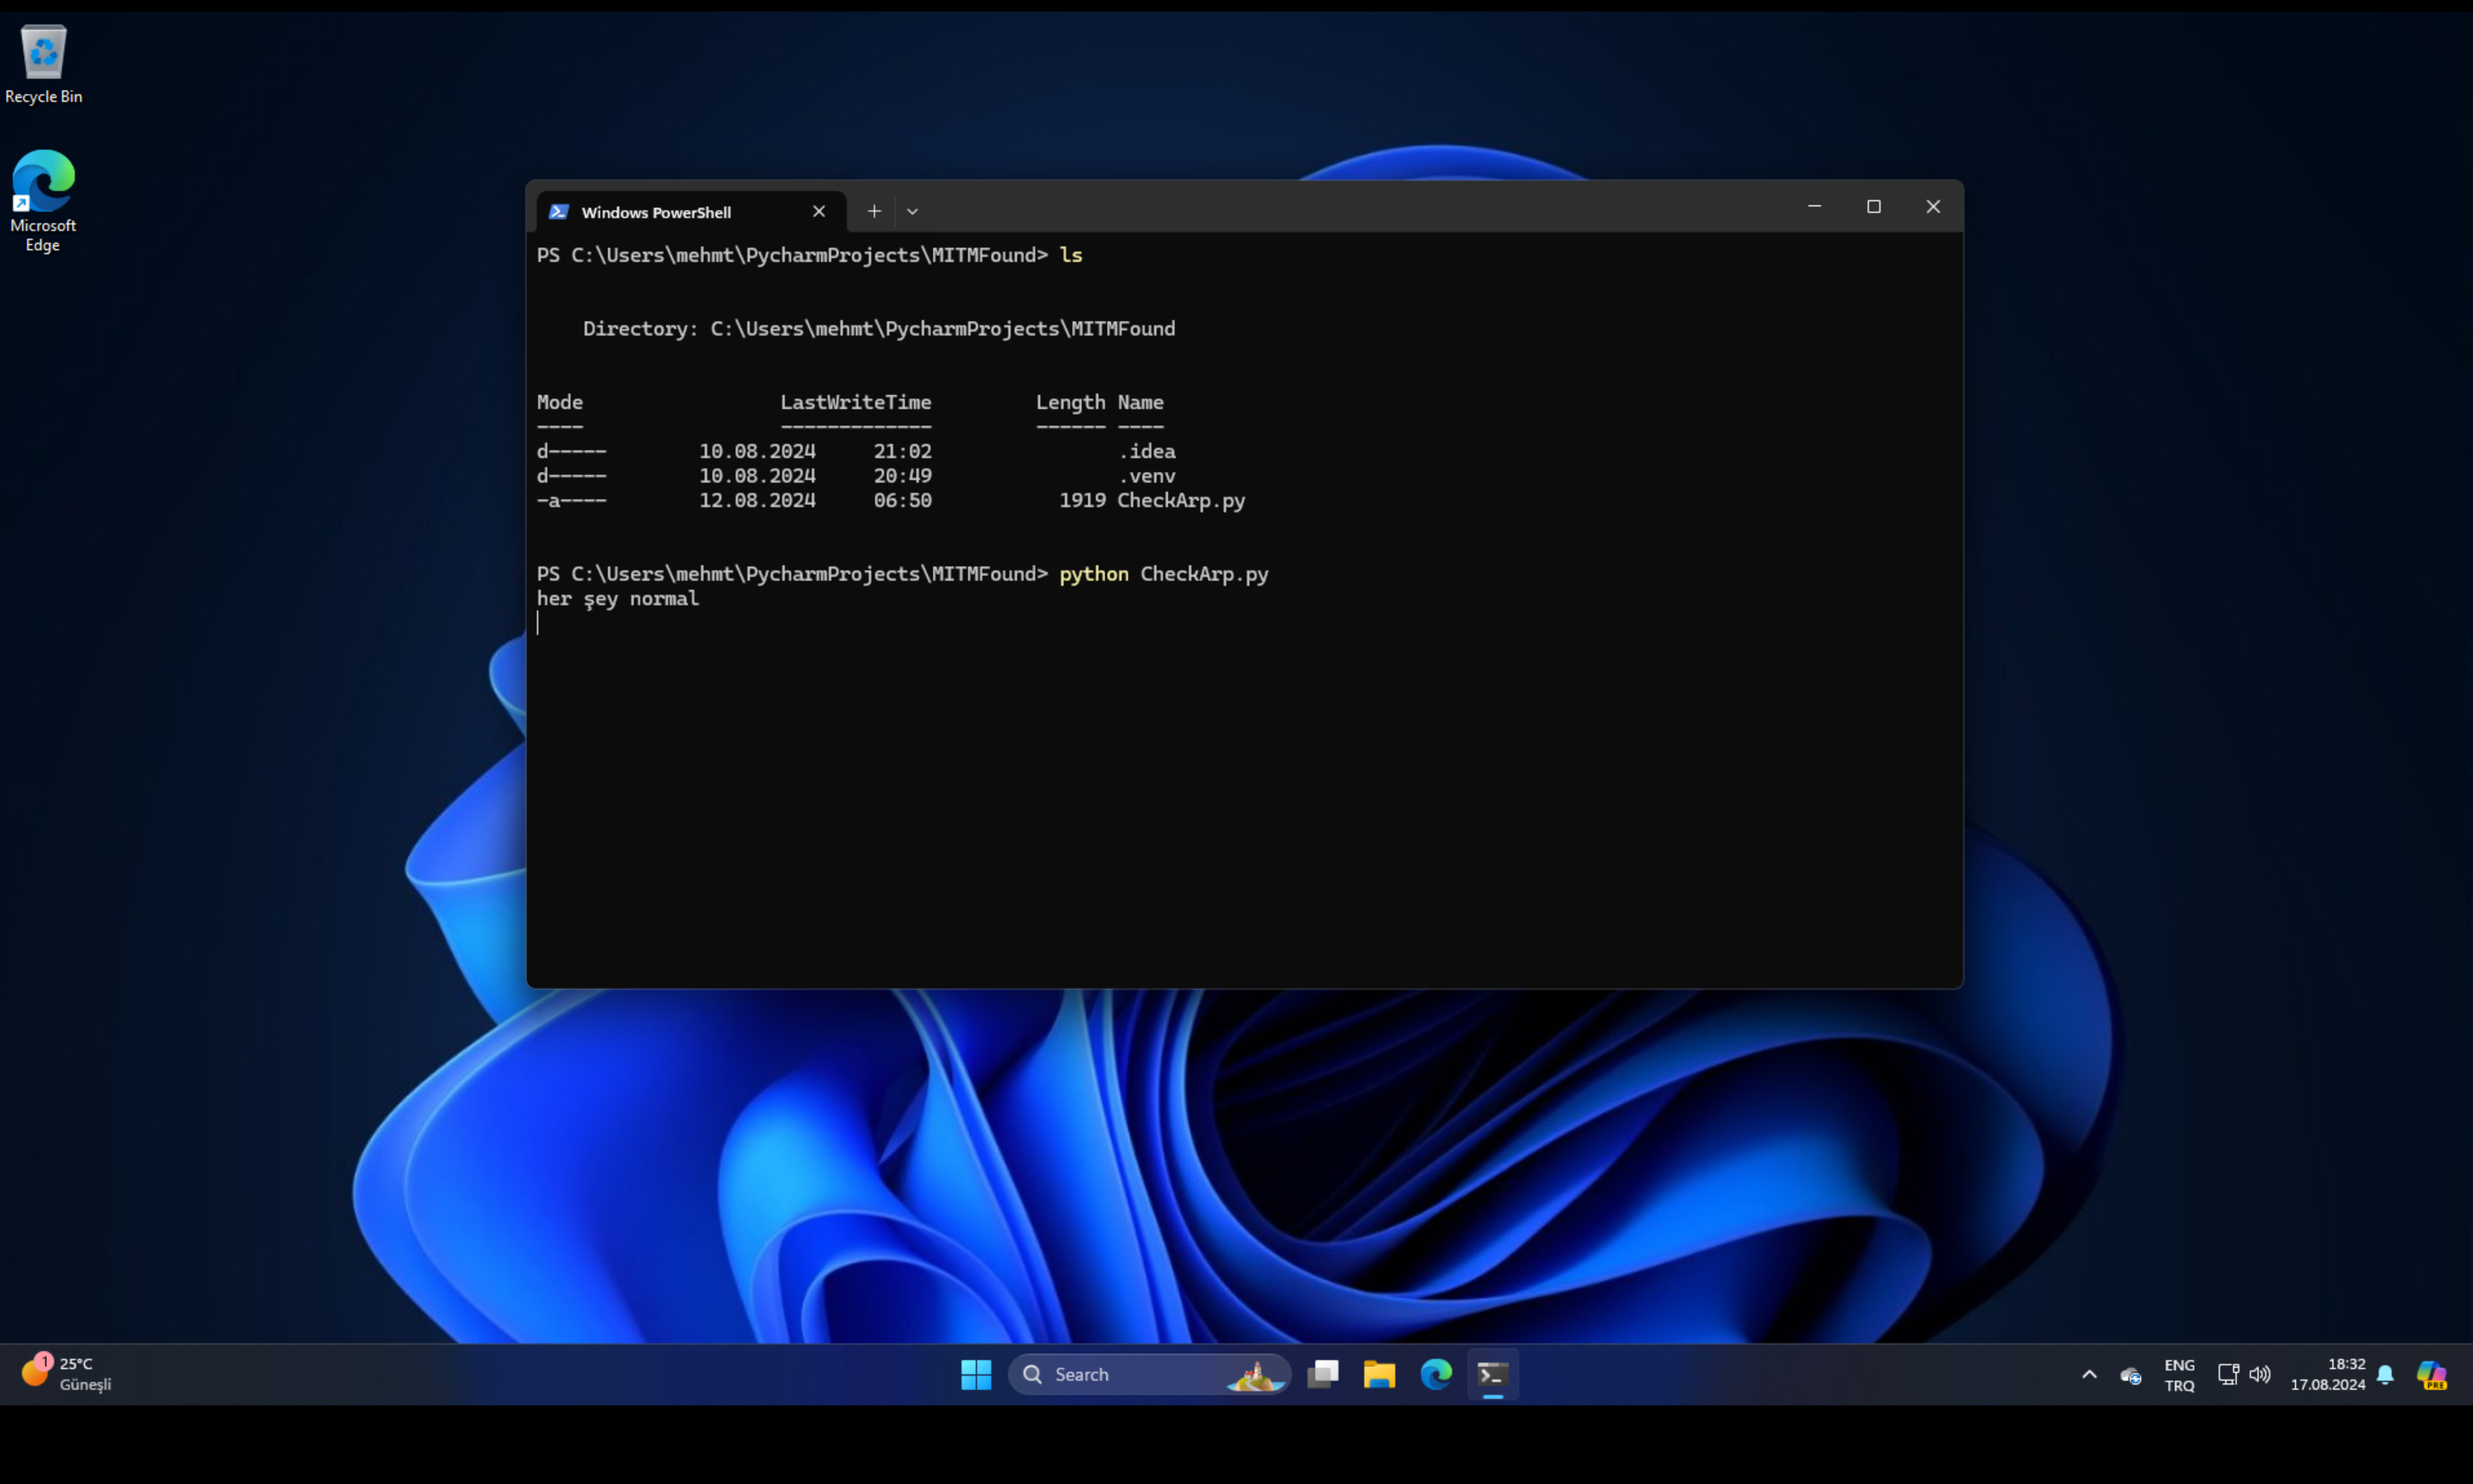 Recycle Bin
Microsoft
Edge
Windows PowerShell
PS C:\Users\mehmt\PycharmProjects\MITMFound> ls
Directory: C:\Users\mehmt\PycharmProjects\MITMFound
Mode LastWriteTime Length Name
---- ------------- ------ ----
d----- 10.08.2024 21:02 .idea
d----- 10.08.2024 20:49 .venv
-a---- 12.08.2024 06:50 1919 CheckArp.py
PS C:\Users\mehmt\PycharmProjects\MITMFound> python CheckArp.py
her şey normal
1
25°C
Güneşli
Search
ENG
TRQ
18:32
17.08.2024
PRE